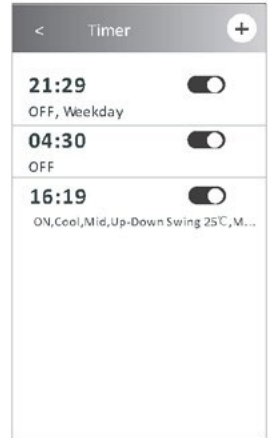 < Timer +
21:29
OFF, Weekday
04:30
OFF
16:19
ON,Cool,Mid,Up-Down Swing 25℃,M...